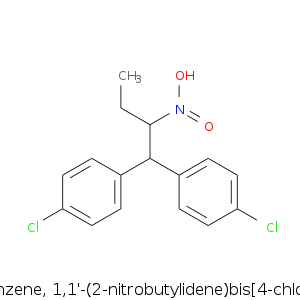 CH3
OH
N
O
Cl
Cl
nzene, 1,1'-(2-nitrobutylidene)bis[4-chlo